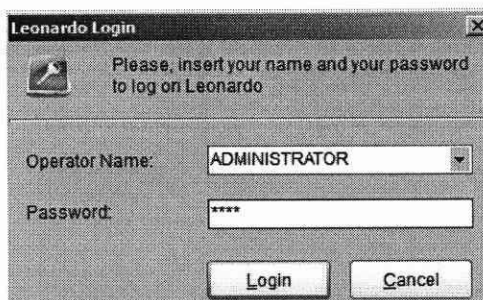 Leonardo Login
Please, insert your name and your password
to log on Leonardo
Operator Name: ADMINISTRATOR
Password: ****
Login Cancel